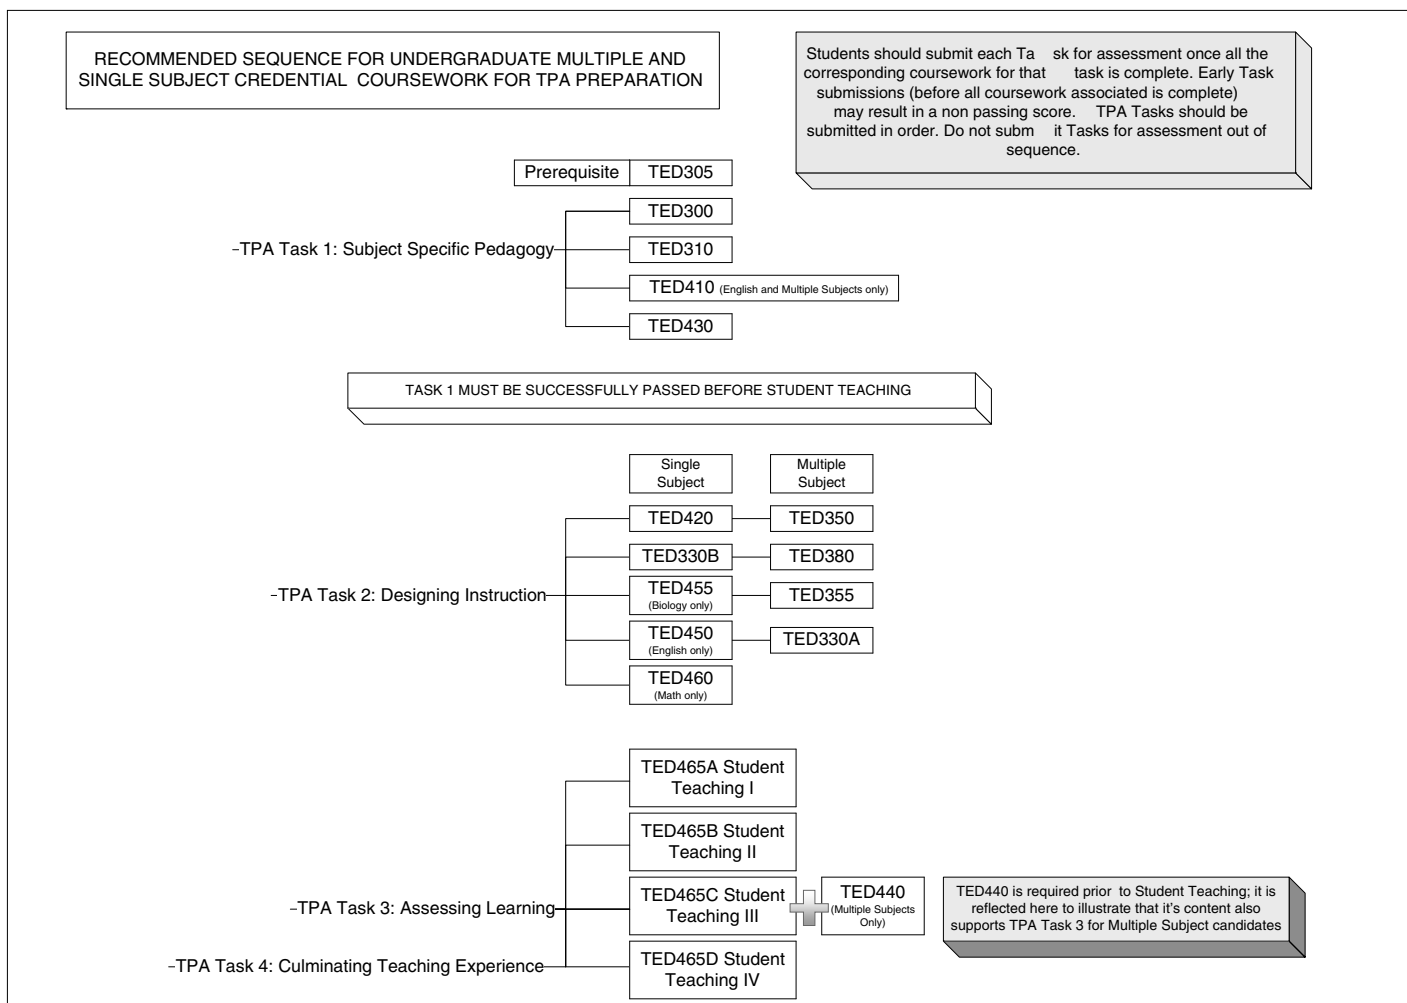 RECOMMENDED SEQUENCE FOR UNDERGRADUATE MULTIPLE AND
SINGLE SUBJECT CREDENTIAL COURSEWORK FOR TPA PREPARATION
Students should submit each Ta sk for assessment once all the
corresponding coursework for that task is complete. Early Task
submissions (before all coursework associated is complete)
may result in a non passing score. TPA Tasks should be
submitted in order. Do not subm it Tasks for assessment out of
sequence.
Prerequisite TED305
TED300
TPA Task 1: Subject Specific Pedagogy
TED310
TED410 (English and Multiple Subjects only)
TED430
TASK 1 MUST BE SUCCESSFULLY PASSED BEFORE STUDENT TEACHING
Single
Subject
Multiple
Subject
TED420
TED350
TED330B
TED380
TPA Task 2: Designing Instruction
TED455
(Biology only)
TED355
TED450
(English only)
TED330A
TED460
(Math only)
TED465A Student
Teaching I
TED465B Student
Teaching II
TPA Task 3: Assessing Learning
TED465C Student
Teaching III
TED440
(Multiple Subjects
Only)
TED440 is required prior to Student Teaching; it is
reflected here to illustrate that it's content also
supports TPA Task 3 for Multiple Subject candidates
TPA Task 4: Culminating Teaching Experience
TED465D Student
Teaching IV